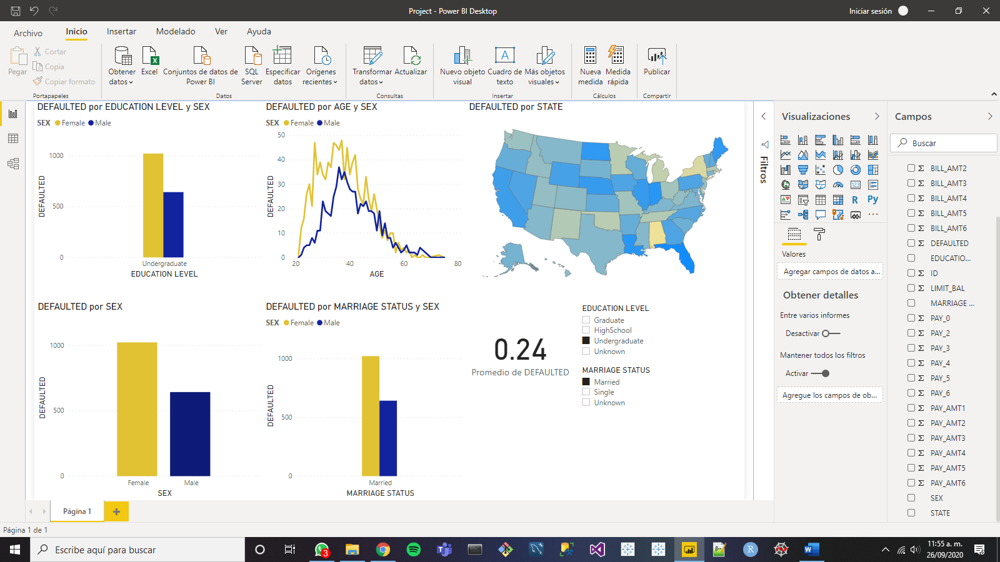 Project - Power BI Desktop
Iniciar sesión
Archivo
Inicio
Insertar
Modelado
Ver
Ayuda
Pegar
Cortar
Copia
Copiar formato
Portapapeles
Obtener datos
Excel
Conjuntos de datos de Power BI
SQL Server
Especificar datos
Orígenes recientes
Datos
Transformar datos
Actualizar
Consultas
Nuevo objeto visual
Cuadro de texto
Más objetos visuales
Insertar
Nueva medida
Medida rápida
Cálculos
Publicar
Compartir
DEFAULTED por EDUCATION LEVEL y SEX
SEX Female Male
1000
500
0
DEFAULTED
Undergraduate
EDUCATION LEVEL
DEFAULTED por AGE y SEX
SEX Female Male
50
40
30
20
10
0
DEFAULTED
20 40 60 80
AGE
DEFAULTED por STATE
DEFAULTED por SEX
1000
500
0
DEFAULTED
Female Male
SEX
DEFAULTED por MARRIAGE STATUS y SEX
SEX Female Male
1000
500
0
DEFAULTED
Married
MARRIAGE STATUS
0.24
Promedio de DEFAULTED
EDUCATION LEVEL
Graduate
HighSchool
Undergraduate
Unknown
MARRIAGE STATUS
Married
Single
Unknown
Filtros
Visualizaciones
123
R
Py
Valores
Agregar campos de datos a...
Obtener detalles
Entre varios informes
Desactivar
Mantener todos los filtros
Activar
Agregue los campos de ob...
Campos
Buscar
Σ BILL_AMT2
Σ BILL_AMT3
Σ BILL_AMT4
Σ BILL_AMT5
Σ BILL_AMT6
Σ DEFAULTED
EDUCATIO...
Σ ID
Σ LIMIT_BAL
MARRIAGE ...
Σ PAY_0
Σ PAY_2
Σ PAY_3
Σ PAY_4
Σ PAY_5
Σ PAY_6
Σ PAY_AMT1
Σ PAY_AMT2
Σ PAY_AMT3
Σ PAY_AMT4
Σ PAY_AMT5
Σ PAY_AMT6
SEX
STATE
Página 1
+
Página 1 de 1
Escribe aquí para buscar
3
R
W
11:55 a. m.
26/09/2020